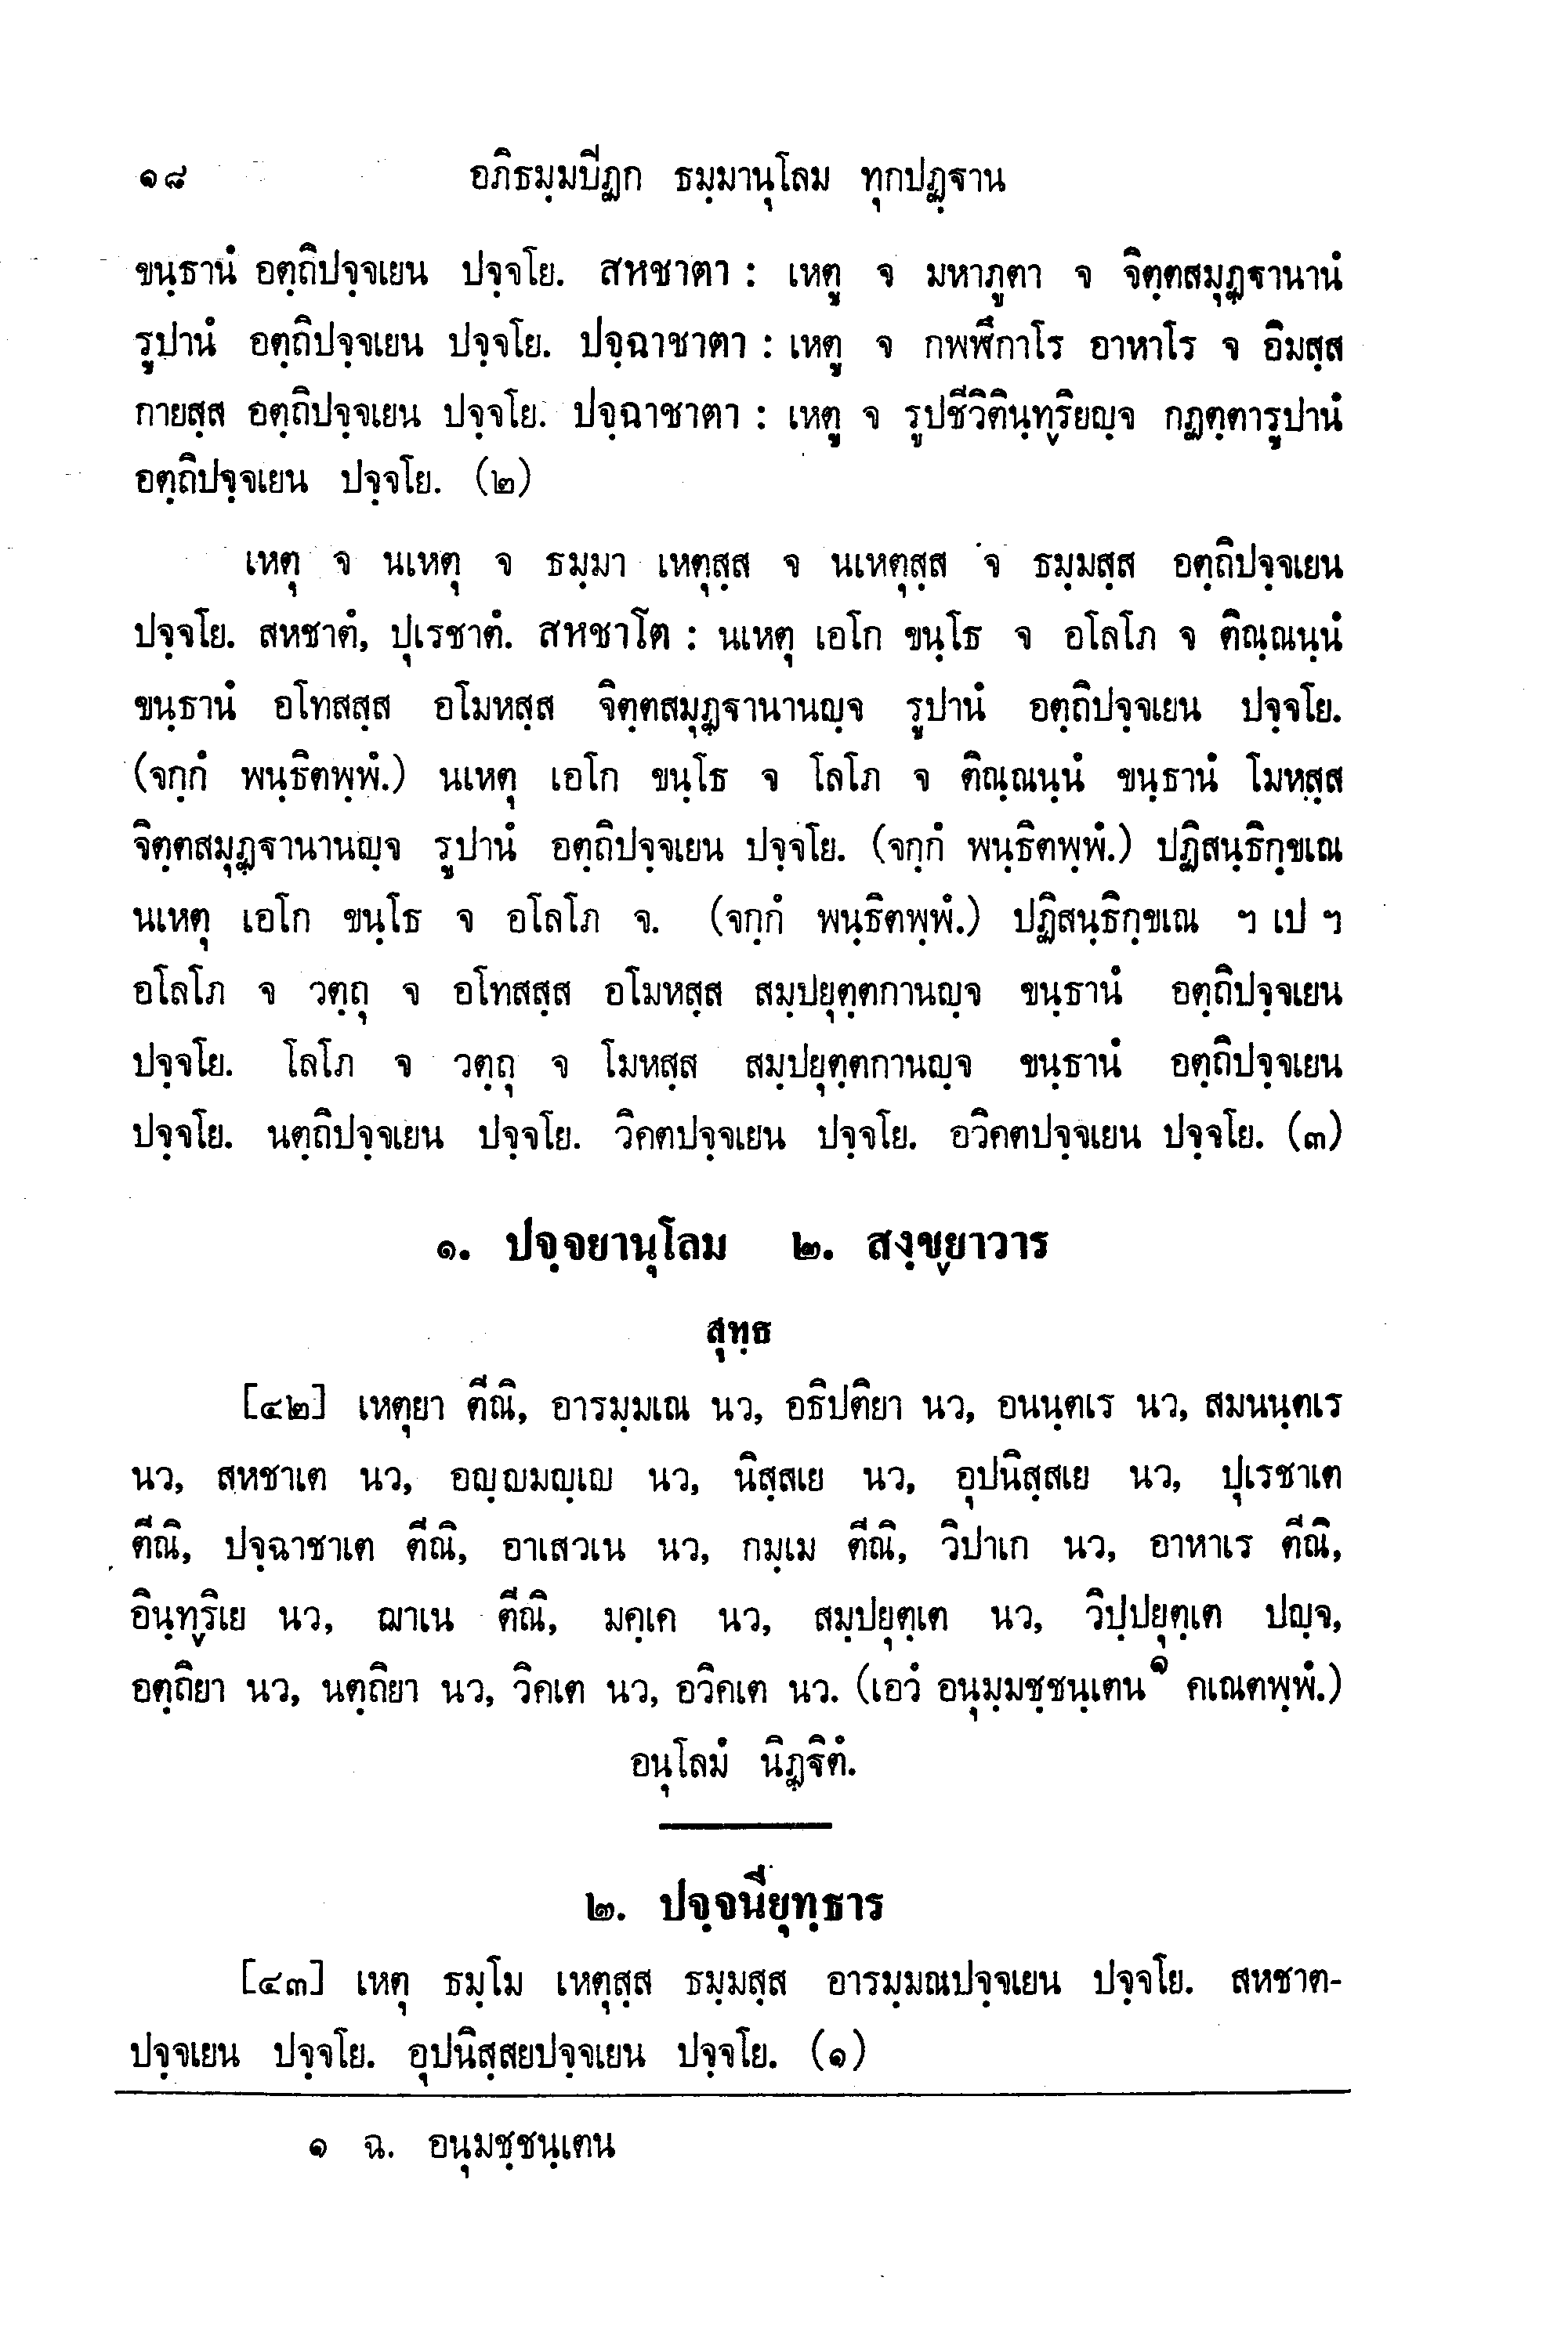 ๑๘ อภิธมฺมปีฏก ธมฺมานุโลม ทุกปฏฺฐาน
ขนฺธานํ อตฺถิปจฺจเยน ปจฺจโย. สหชาตา : เหตู จ มหาภูตา จ จิตฺตสมุฏฺฐานานํ
รูปานํ อตฺถิปจฺจเยน ปจฺจโย. ปจฺฉาชาตา : เหตู จ กพฬึกาโร อาหาโร จ อิมสฺส
กายสฺส อตฺถิปจฺจเยน ปจฺจโย. ปจฺฉาชาตา : เหตู จ รูปชีวิตินฺทฺริยญฺจ กฏตฺตารูปานํ
อตฺถิปจฺจเยน ปจฺจโย. (๒)
เหตุ จ นเหตุ จ ธมฺมา เหตุสฺส จ นเหตุสฺส จ ธมฺมสฺส อตฺถิปจฺจเยน
ปจฺจโย. สหชาตํ, ปุเรชาตํ. สหชาโต : นเหตุ เอโก ขนฺโธ จ อโลโภ จ ติณฺณนฺนํ
ขนฺธานํ อโทสสฺส อโมหสฺส จิตฺตสมุฏฺฐานานญฺจ รูปานํ อตฺถิปจฺจเยน ปจฺจโย.
(จกฺกํ พนฺธิตพฺพํ.) นเหตุ เอโก ขนฺโธ จ โลโภ จ ติณฺณนฺนํ ขนฺธานํ โมหสฺส
จิตฺตสมุฏฺฐานานญฺจ รูปานํ อตฺถิปจฺจเยน ปจฺจโย. (จกฺกํ พนฺธิตพฺพํ.) ปฏิสนฺธิกฺขเณ
นเหตุ เอโก ขนฺโธ จ อโลโภ จ. (จกฺกํ พนฺธิตพฺพํ.) ปฏิสนฺธิกฺขเณ ฯ เป ฯ
อโลโภ จ วตฺถุ จ อโทสสฺส อโมหสฺส สมฺปยุตฺตกานญฺจ ขนฺธานํ อตฺถิปจฺจเยน
ปจฺจโย. โลโภ จ วตฺถุ จ โมหสฺส สมฺปยุตฺตกานญฺจ ขนฺธานํ อตฺถิปจฺจเยน
ปจฺจโย. นตฺถิปจฺจเยน ปจฺจโย. วิคตปจฺจเยน ปจฺจโย. อวิคตปจฺจเยน ปจฺจโย. (๓)
๑. ปจฺจยานุโลม ๒. สงฺขฺยาวาร
สุทฺธ
[๔๒] เหตุยา ตีณิ, อารมฺมเณ นว, อธิปติยา นว, อนนฺตเร นว, สมนนฺตเร
นว, สหชาเต นว, อญฺญมญฺเญ นว, นิสฺสเย นว, อุปนิสฺสเย นว, ปุเรชาเต
ตีณิ, ปจฺฉาชาเต ตีณิ, อาเสวเน นว, กมฺเม ตีณิ, วิปาเก นว, อาหาเร ตีณิ,
อินฺทฺริเย นว, ฌาเน ตีณิ, มคฺเค นว, สมฺปยุตฺเต นว, วิปฺปยุตฺเต ปญฺจ,
อตฺถิยา นว, นตฺถิยา นว, วิคเต นว, อวิคเต นว. (เอวํ อนุมฺมชฺชนฺเตน๑ คเณตพฺพํ.)
อนุโลมํ นิฏฺฐิตํ.
๒. ปจฺจนียุทฺธาร
[๔๓] เหตุ ธมฺโม เหตุสฺส ธมฺมสฺส อารมฺมณปจฺจเยน ปจฺจโย. สหชาต-
ปจฺจเยน ปจฺจโย. อุปนิสฺสยปจฺจเยน ปจฺจโย. (๑)
๑ ฉ. อนุมชฺชนฺเตน